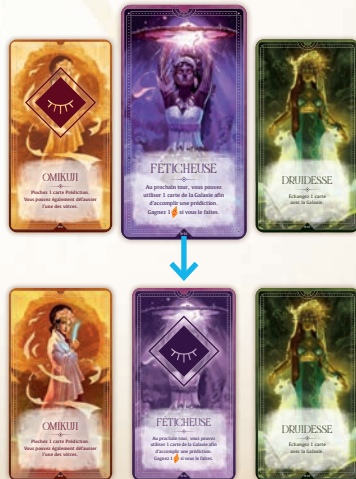 OMIKUJI
Piochez 1 carte Prédiction.
Vous pouvez également défausser
l'une des vôtres.
FÉTICHEUSE
Au prochain tour, vous pouvez
utiliser 1 carte de la Galaxie afin
d'accomplir une prédiction.
Gagnez 1 si vous le faites.
DRUIDESSE
Échangez 1 carte
avec la Galaxie.
OMIKUJI
Piochez 1 carte Prédiction.
Vous pouvez également défausser
l'une des vôtres.
FÉTICHEUSE
Au prochain tour, vous pouvez
utiliser 1 carte de la Galaxie afin
d'accomplir une prédiction.
Gagnez 1 si vous le faites.
DRUIDESSE
Échangez 1 carte
avec la Galaxie.